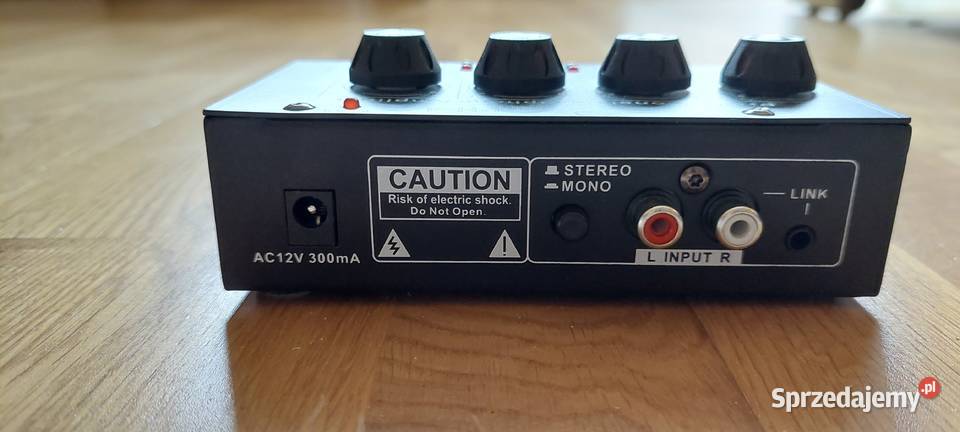 CAUTION
Risk of electric shock.
Do Not Open.
AC12V 300mA
STEREO
MONO
LINK
L INPUT R
Sprzedajemy.pl